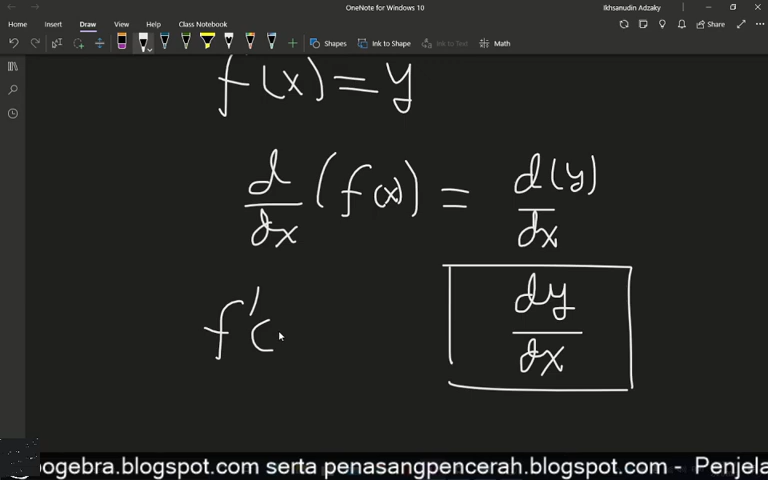 OneNote for Windows 10
Ikhsanudin Adzaky
Home Insert Draw View Help Class Notebook
Share
Shapes Ink to Shape Ink to Text Math
f(x) = y
d/dx (f(x)) = d(y)/dx
f'( dy/dx
ogebra.blogspot.com serta penasangpencerah.blogspot.com - Penjela